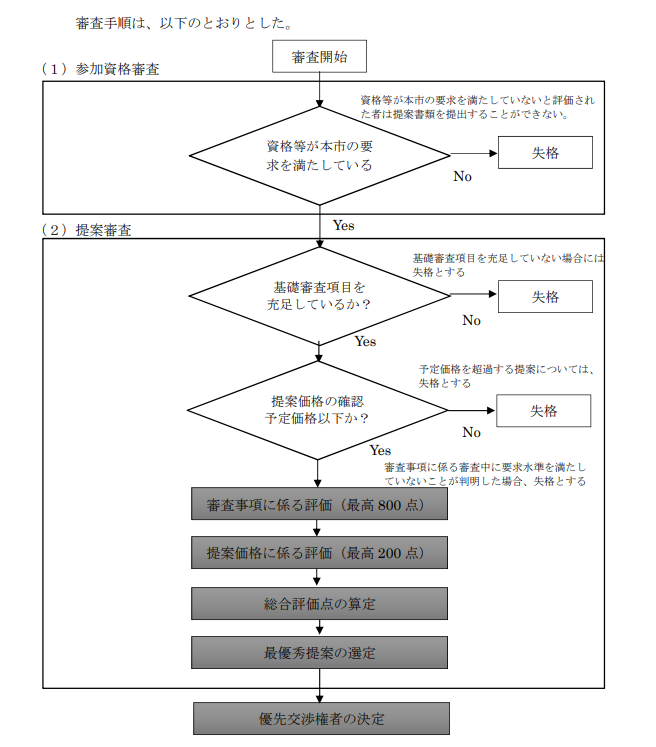 審査手順は、以下のとおりとした。
審査開始
（１）参加資格審査
資格等が本市の要求を満たしていないと評価され
た者は提案書類を提出することができない。
資格等が本市の要
求を満たしている
失格
No
Yes
（２）提案審査
基礎審査項目を充足していない場合には
失格とする
基礎審査項目を
充足しているか？
失格
No
Yes
予定価格を超過する提案については、
失格とする
提案価格の確認
予定価格以下か？
失格
No
Yes
審査事項に係る審査中に要求水準を満たし
ていないことが判明した場合、失格とする
審査事項に係る評価（最高 800 点）
提案価格に係る評価（最高 200 点）
総合評価点の算定
最優秀提案の選定
優先交渉権者の決定